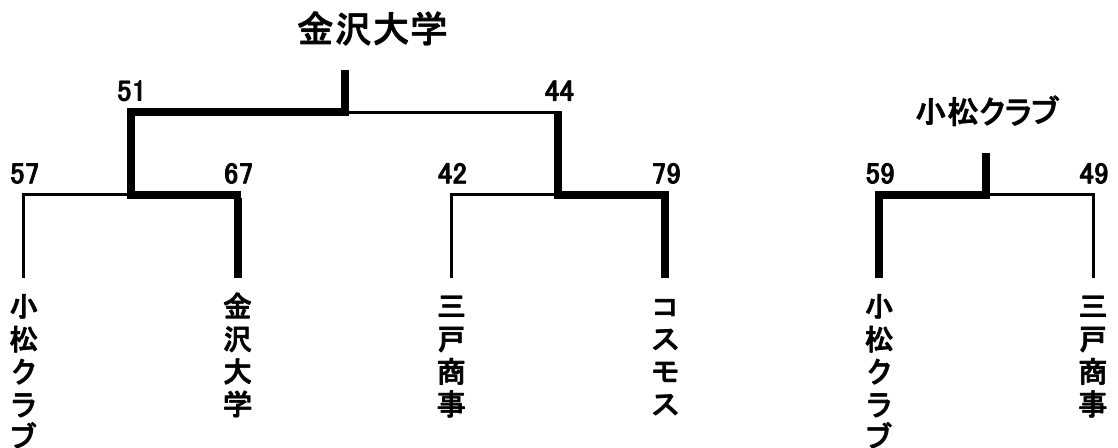 金沢大学
51
44
小松クラブ
57
67
42
79
59
49
小松クラブ
金沢大学
三戸商事
コスモス
小松クラブ
三戸商事